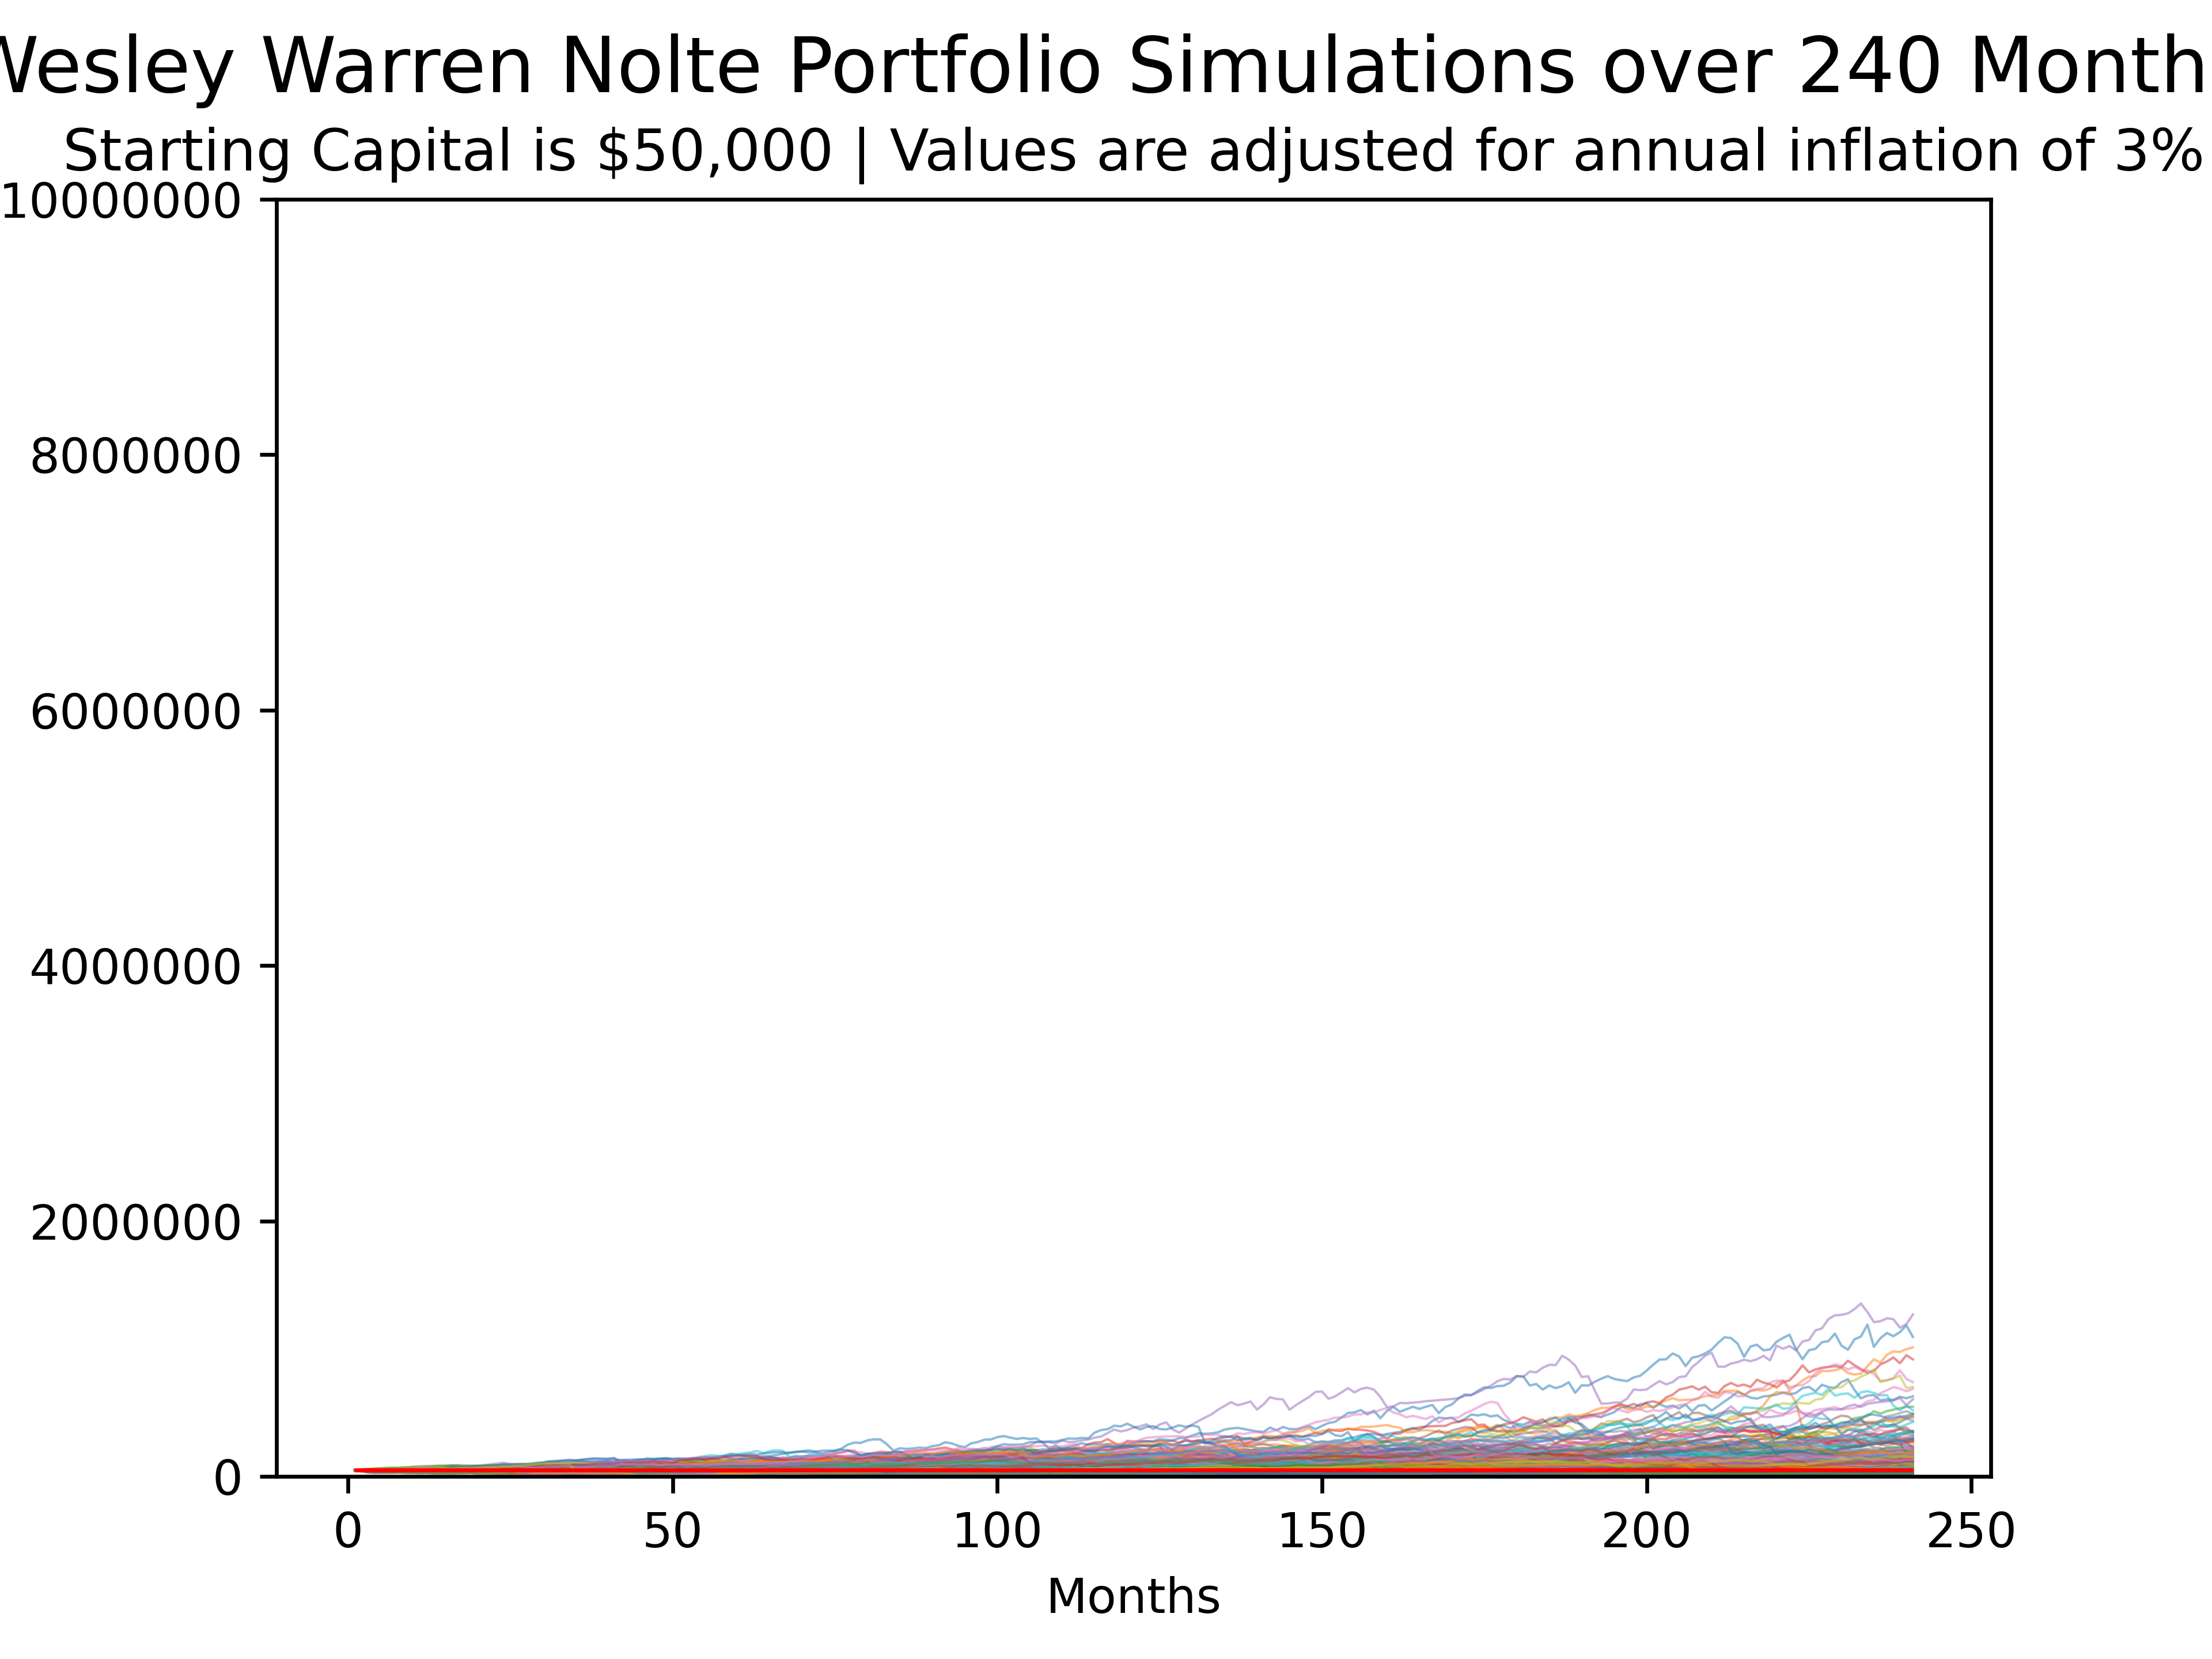 Wesley Warren Nolte Portfolio Simulations over 240 Month
Starting Capital is $50,000 | Values are adjusted for annual inflation of 3%
10000000
8000000
6000000
4000000
2000000
0
0 50 100 150 200 250
Months